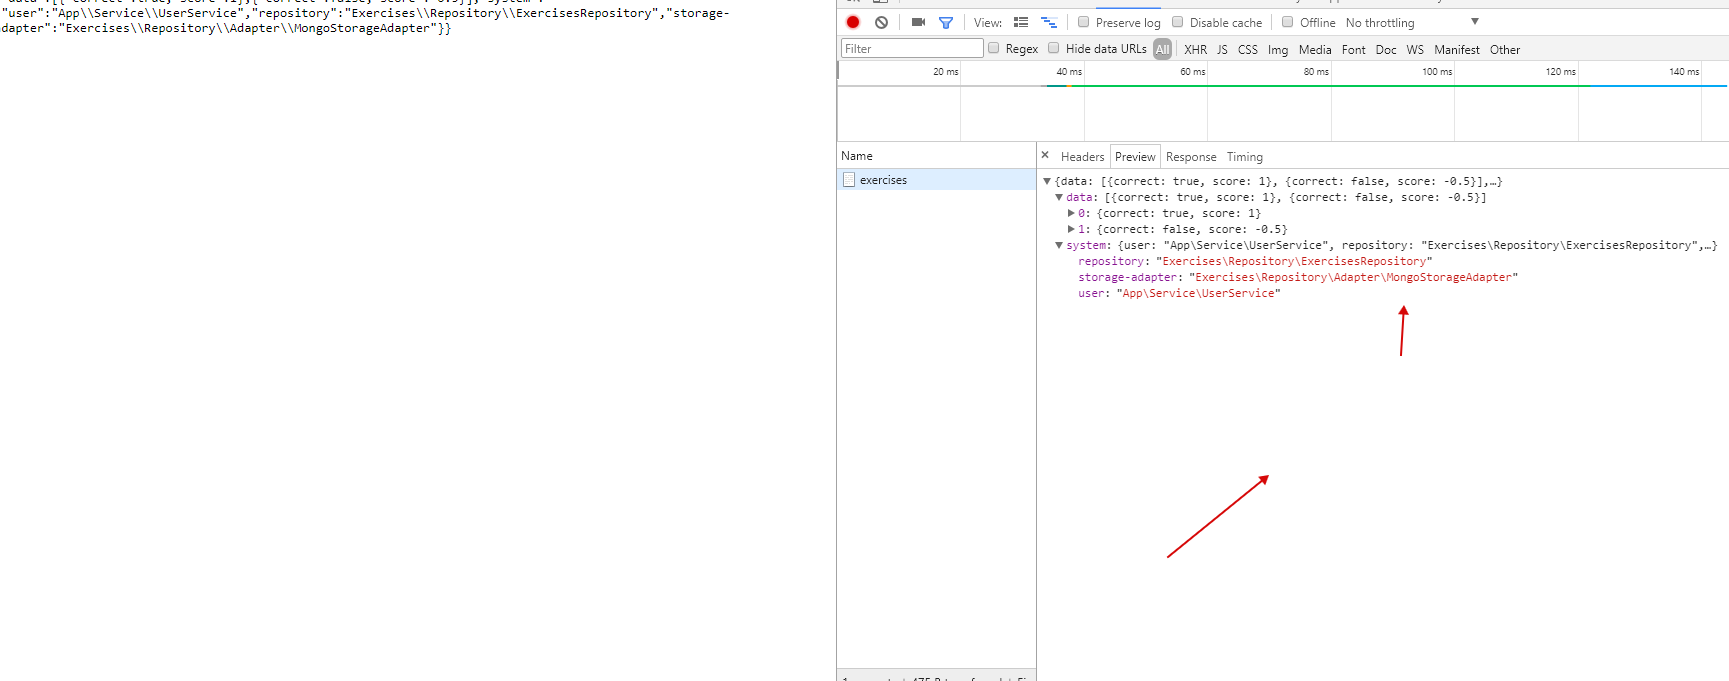 "user":"App\\Service\\UserService","repository":"Exercises\\Repository\\ExercisesRepository","storage-
dapter":"Exercises\\Repository\\Adapter\\MongoStorageAdapter"}}
View: Preserve log Disable cache Offline No throttling
Filter Regex Hide data URLs All XHR JS CSS Img Media Font Doc WS Manifest Other
20 ms 40 ms 60 ms 80 ms 100 ms 120 ms 140 ms
Name
exercises
× Headers Preview Response Timing
{data: [{correct: true, score: 1}, {correct: false, score: -0.5}],…}
data: [{correct: true, score: 1}, {correct: false, score: -0.5}]
0: {correct: true, score: 1}
1: {correct: false, score: -0.5}
system: {user: "App\Service\UserService", repository: "Exercises\Repository\ExercisesRepository",…}
repository: "Exercises\Repository\ExercisesRepository"
storage-adapter: "Exercises\Repository\Adapter\MongoStorageAdapter"
user: "App\Service\UserService"